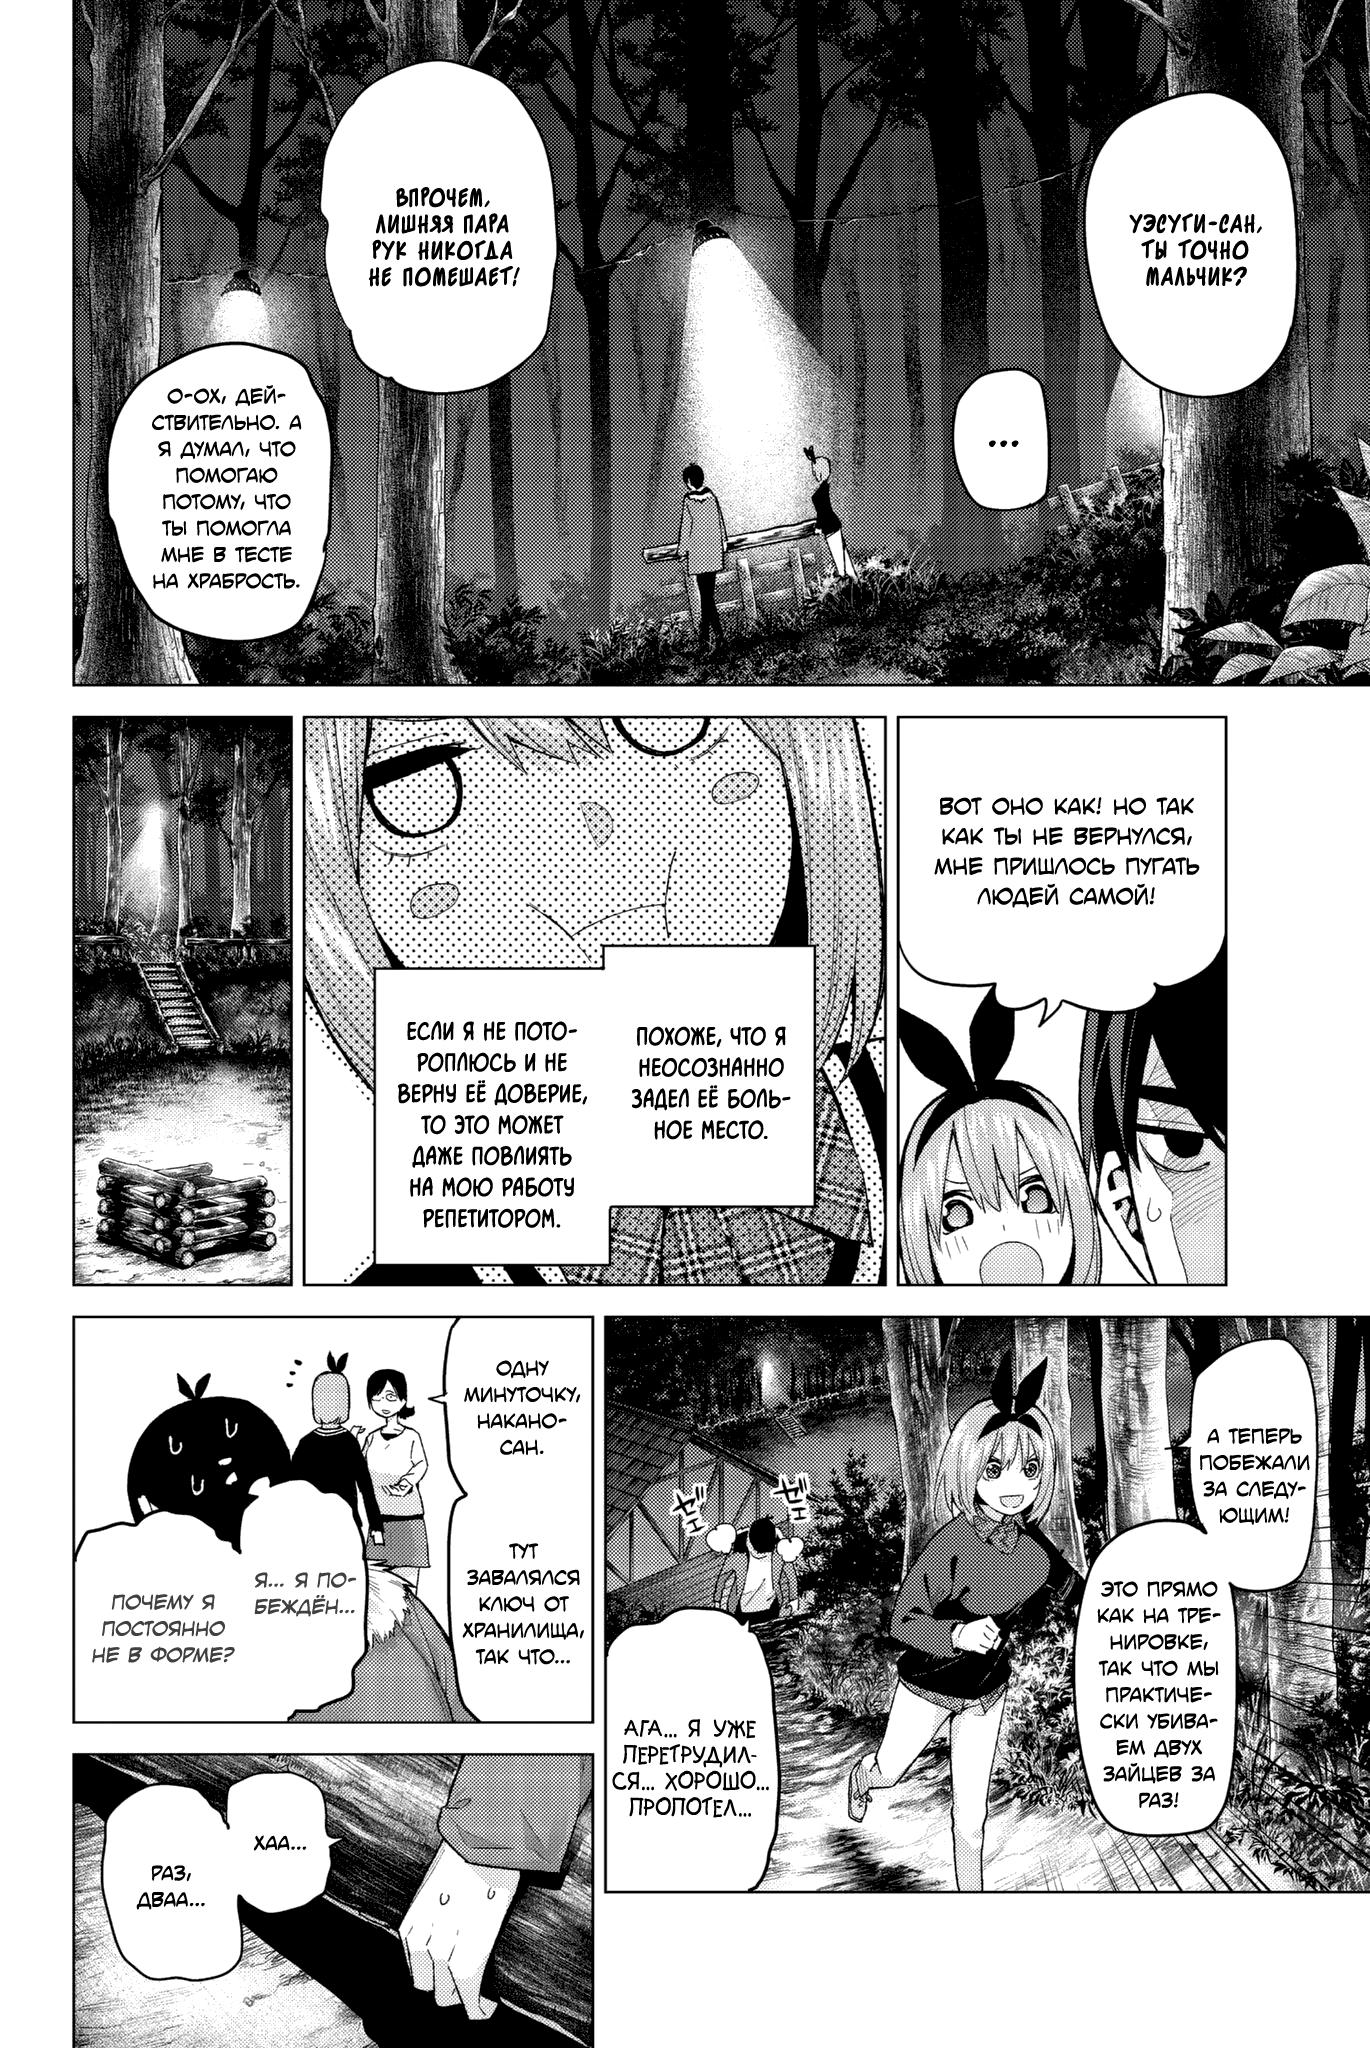 УЭСУГИ-САН,
ТЫ ТОЧНО
МАЛЬЧИК?
...
ВПРОЧЕМ,
ЛИШНЯЯ ПАРА
РУК НИКОГДА
НЕ ПОМЕШАЕТ!
О-ОХ, ДЕЙ-
СТВИТЕЛЬНО. А
Я ДУМАЛ, ЧТО
ПОМОГАЮ
ПОТОМУ, ЧТО
ТЫ ПОМОГЛА
МНЕ В ТЕСТЕ
НА ХРАБРОСТЬ.
ВОТ ОНО КАК! НО ТАК
КАК ТЫ НЕ ВЕРНУЛСЯ,
МНЕ ПРИШЛОСЬ ПУГАТЬ
ЛЮДЕЙ САМОЙ!
ПОХОЖЕ, ЧТО Я
НЕОСОЗНАННО
ЗАДЕЛ ЕЁ БОЛЬ-
НОЕ МЕСТО.
ЕСЛИ Я НЕ ПОТО-
РОПЛЮСЬ И НЕ
ВЕРНУ ЕЁ ДОВЕРИЕ,
ТО ЭТО МОЖЕТ
ДАЖЕ ПОВЛИЯТЬ
НА МОЮ РАБОТУ
РЕПЕТИТОРОМ.
А ТЕПЕРЬ
ПОБЕЖАЛИ
ЗА СЛЕДУ-
ЮЩИМ!
ЭТО ПРЯМО
КАК НА ТРЕ-
НИРОВКЕ,
ТАК ЧТО МЫ
ПРАКТИЧЕ-
СКИ УБИВА-
ЕМ ДВУХ
ЗАЙЦЕВ ЗА
РАЗ!
ゼェ
ゼェ
АГА... Я УЖЕ
ПЕРЕТРУДИЛ-
СЯ... ХОРОШО...
ПРОПОТЕЛ...
ОДНУ
МИНУТОЧКУ,
НАКАНО-
САН.
ТУТ
ЗАВАЛЯЛСЯ
КЛЮЧ ОТ
ХРАНИЛИЩА,
ТАК ЧТО...
Я... Я ПО-
БЕЖДЁН...
ПОЧЕМУ Я
ПОСТОЯННО
НЕ В ФОРМЕ?
ХАА...
РАЗ,
ДВАА...